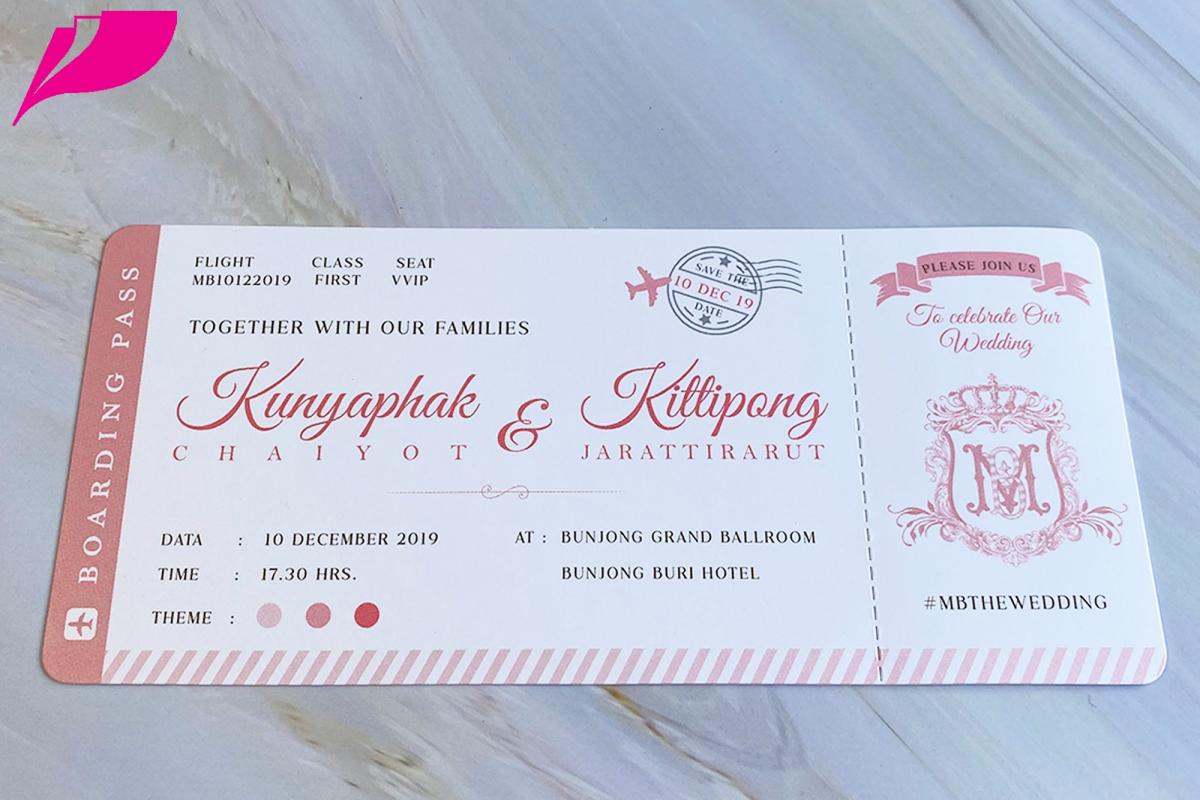 BOARDING PASS
FLIGHT CLASS SEAT
MB10122019 FIRST VVIP
SAVE THE
10 DEC 19
DATE
TOGETHER WITH OUR FAMILIES
Kunyaphak & Kittipong
CHAIYOT JARATTIRARUT
DATA : 10 DECEMBER 2019 AT : BUNJONG GRAND BALLROOM
TIME : 17.30 HRS. BUNJONG BURI HOTEL
THEME :
PLEASE JOIN US
To celebrate Our
Wedding
MB
#MBTHEWEDDING